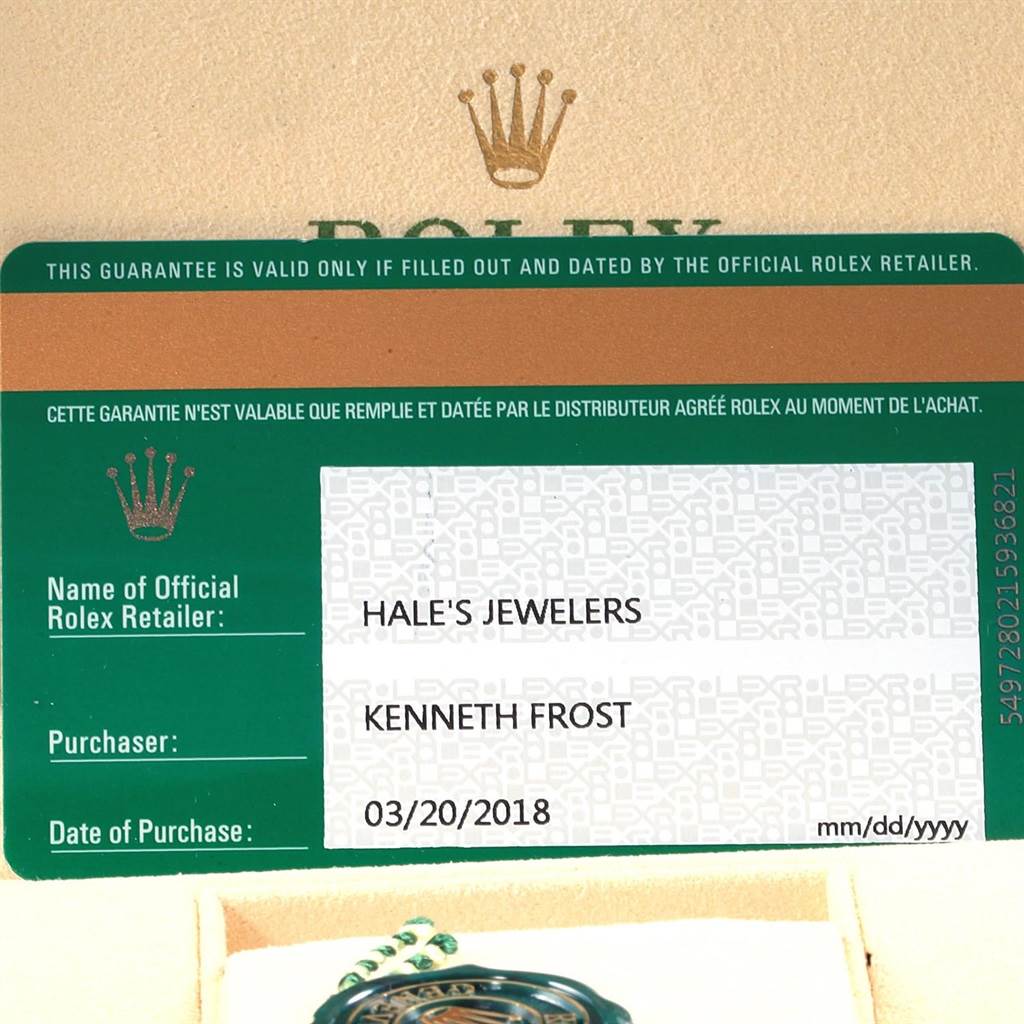 ROLEX
THIS GUARANTEE IS VALID ONLY IF FILLED OUT AND DATED BY THE OFFICIAL ROLEX RETAILER.
CETTE GARANTIE N'EST VALABLE QUE REMPLIE ET DATÉE PAR LE DISTRIBUTEUR AGRÉÉ ROLEX AU MOMENT DE L'ACHAT.
Name of Official
Rolex Retailer:
HALE'S JEWELERS
Purchaser:
KENNETH FROST
Date of Purchase:
03/20/2018
mm/dd/yyyy
5497280215936821